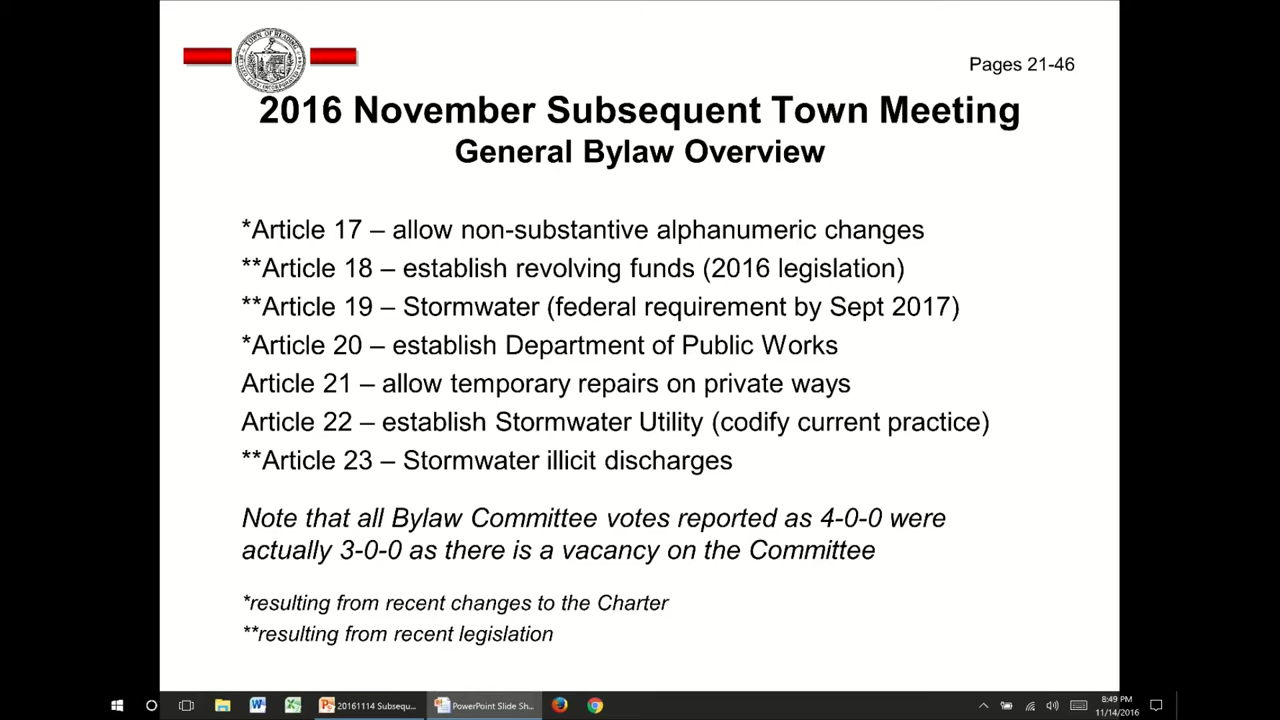 TOWN OF READING
Pages 21-46
2016 November Subsequent Town Meeting
General Bylaw Overview
*Article 17 – allow non-substantive alphanumeric changes
**Article 18 – establish revolving funds (2016 legislation)
**Article 19 – Stormwater (federal requirement by Sept 2017)
*Article 20 – establish Department of Public Works
Article 21 – allow temporary repairs on private ways
Article 22 – establish Stormwater Utility (codify current practice)
**Article 23 – Stormwater illicit discharges
Note that all Bylaw Committee votes reported as 4-0-0 were
actually 3-0-0 as there is a vacancy on the Committee
*resulting from recent changes to the Charter
**resulting from recent legislation
20161114 Subsequ...
PowerPoint Slide Sh...
8:49 PM
11/14/2016